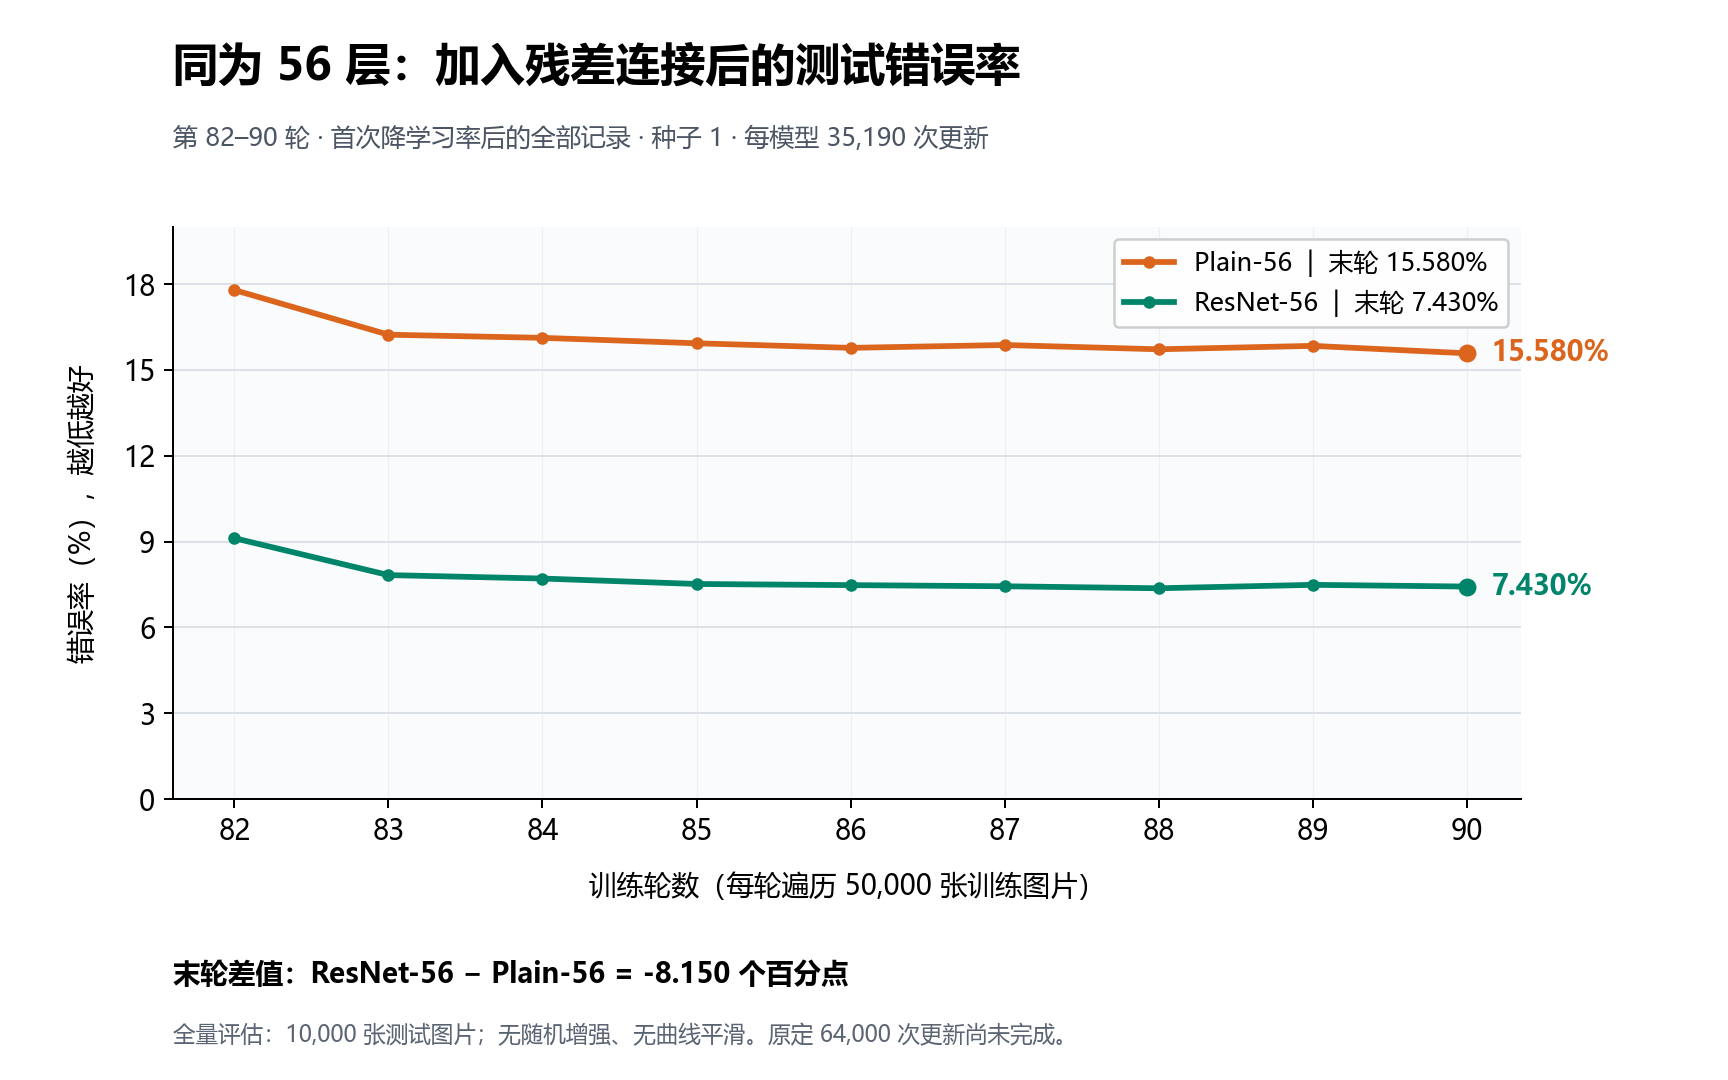 同为 56 层：加入残差连接后的测试错误率
第 82–90 轮 · 首次降学习率后的全部记录 · 种子 1 · 每模型 35,190 次更新
Plain-56 | 末轮 15.580%
ResNet-56 | 末轮 7.430%
15.580%
7.430%
错误率（%），越低越好
18
15
12
9
6
3
0
82 83 84 85 86 87 88 89 90
训练轮数（每轮遍历 50,000 张训练图片）
末轮差值：ResNet-56 − Plain-56 = -8.150 个百分点
全量评估：10,000 张测试图片；无随机增强、无曲线平滑。原定 64,000 次更新尚未完成。